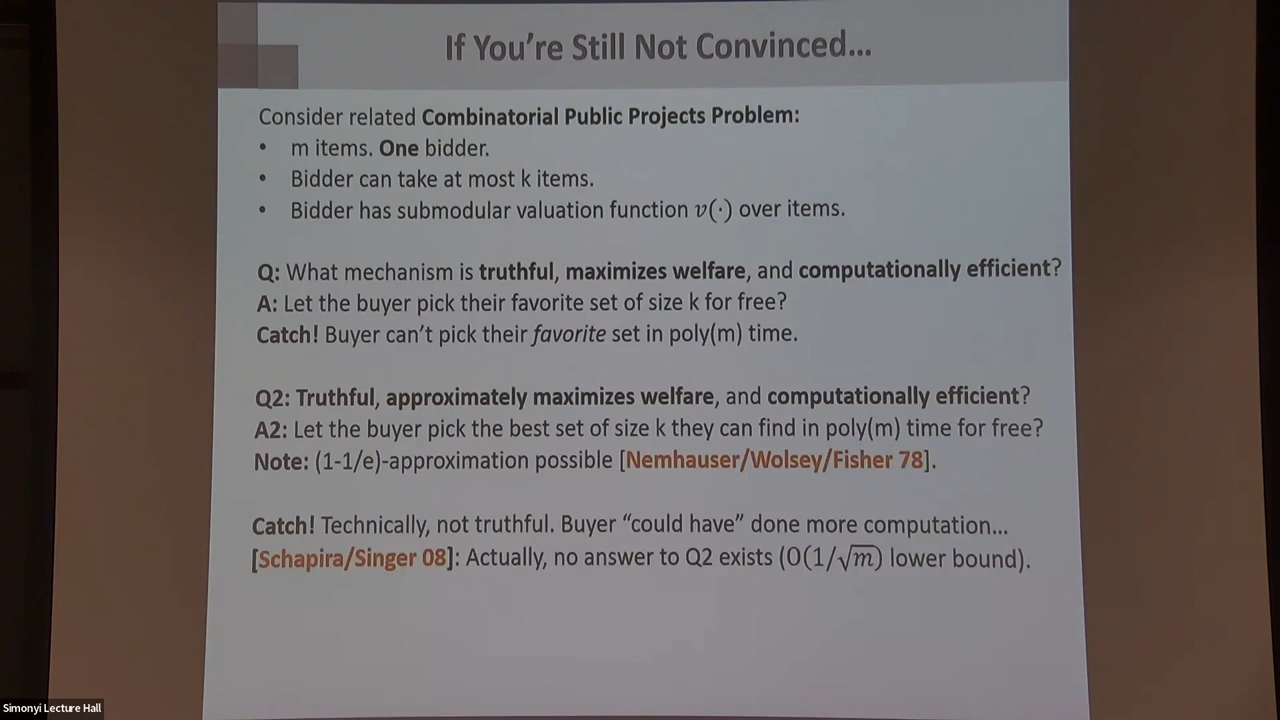 If You're Still Not Convinced...
Consider related Combinatorial Public Projects Problem:
• m items. One bidder.
• Bidder can take at most k items.
• Bidder has submodular valuation function v(·) over items.
Q: What mechanism is truthful, maximizes welfare, and computationally efficient?
A: Let the buyer pick their favorite set of size k for free?
Catch! Buyer can't pick their favorite set in poly(m) time.
Q2: Truthful, approximately maximizes welfare, and computationally efficient?
A2: Let the buyer pick the best set of size k they can find in poly(m) time for free?
Note: (1-1/e)-approximation possible [Nemhauser/Wolsey/Fisher 78].
Catch! Technically, not truthful. Buyer "could have" done more computation...
[Schapira/Singer 08]: Actually, no answer to Q2 exists (O(1/√m) lower bound).
Simonyi Lecture Hall